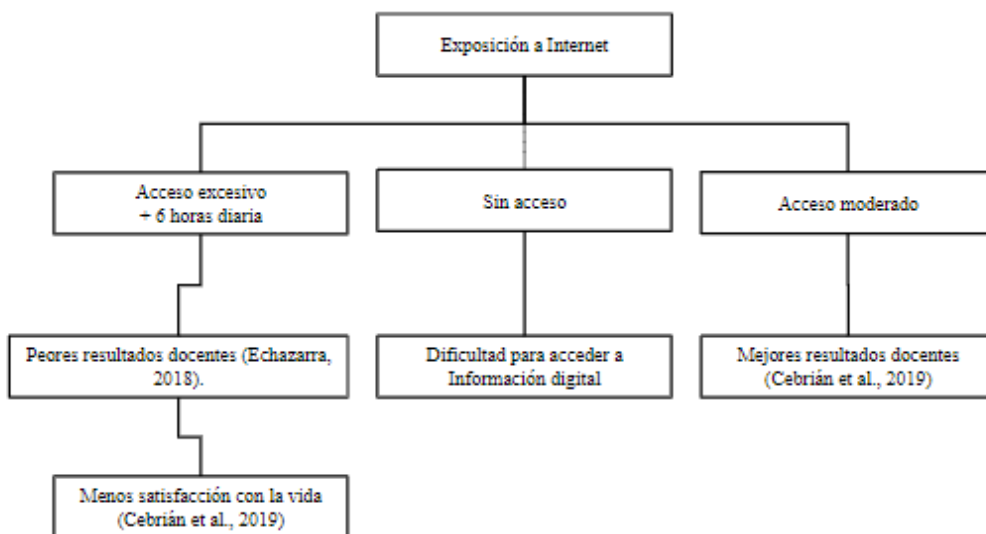 Exposición a Internet
Acceso excesivo
+ 6 horas diaria
Sin acceso
Acceso moderado
Peores resultados docentes (Echazarra,
2018).
Dificultad para acceder a
Información digital
Mejores resultados docentes
(Cebrián et al., 2019)
Menos satisfacción con la vida
(Cebrián et al., 2019)